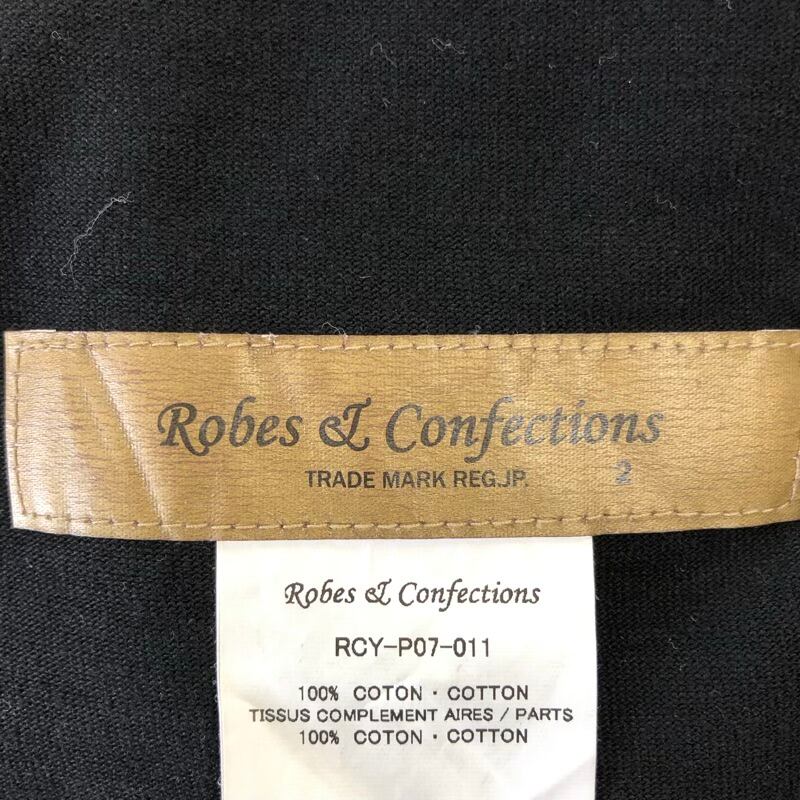 Robes & Confections
TRADE MARK REG.JP. 2
Robes & Confections
RCY-P07-011
100% COTON・COTTON
TISSUS COMPLEMENT AIRES / PARTS
100% COTON・COTTON